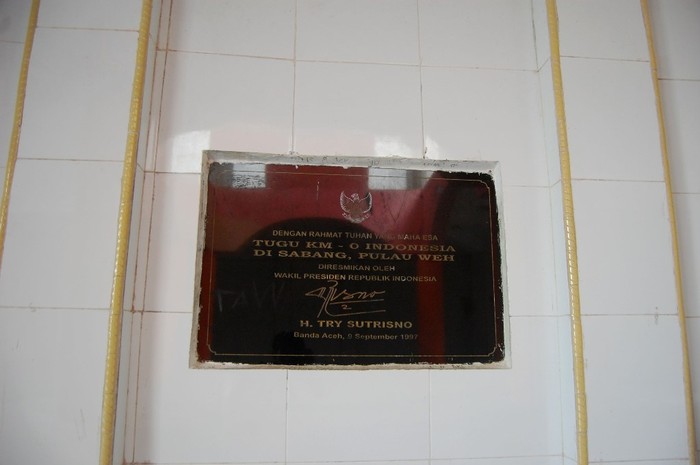 DENGAN RAHMAT TUHAN YANG MAHA ESA
TUGU KM - 0 INDONESIA
DI SABANG, PULAU WEH
DIRESMIKAN OLEH
WAKIL PRESIDEN REPUBLIK INDONESIA
H. TRY SUTRISNO
Banda Aceh, 9 September 1997